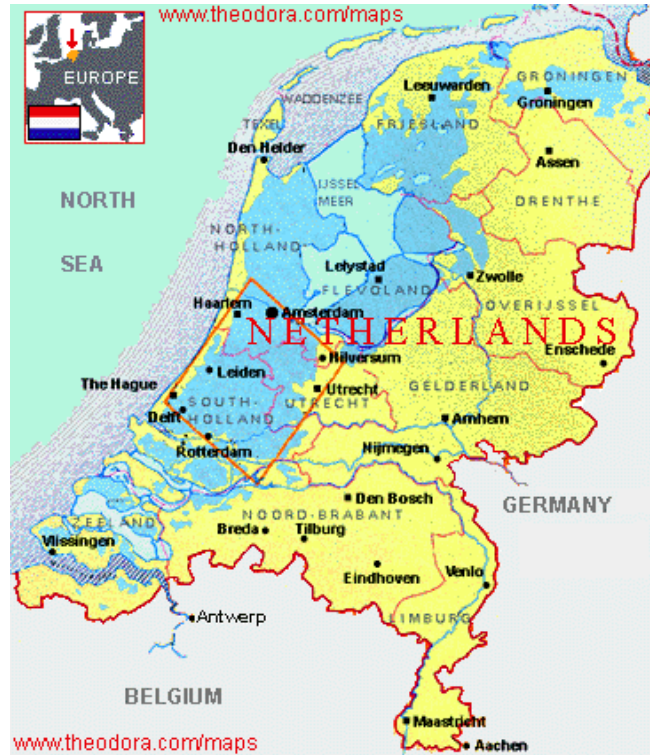 www.theodora.com/maps
EUROPE
GRONINGEN
Leeuwarden
Gröningen
WADDENZEE
FRIESLAND
TEXEL
Den Helder
Assen
IJSSEL
MEER
DRENTHE
NORTH
SEA
NORTH-
HOLLAND
Lelystad
Zwolle
FLEVOLAND
Haarlem
Amsterdam
OVERIJSSEL
NETHERLANDS
Hilversum
Enschede
Leiden
The Hague
Utrecht
GELDERLAND
SOUTH-
HOLLAND
UTRECHT
Delft
Arnhem
Rotterdam
Nijmegen
GERMANY
Den Bosch
ZEELAND
NOORD-BRABANT
Breda
Tilburg
Vlissingen
Eindhoven
Venlo
Antwerp
LIMBURG
BELGIUM
Maastricht
www.theodora.com/maps
Aachen